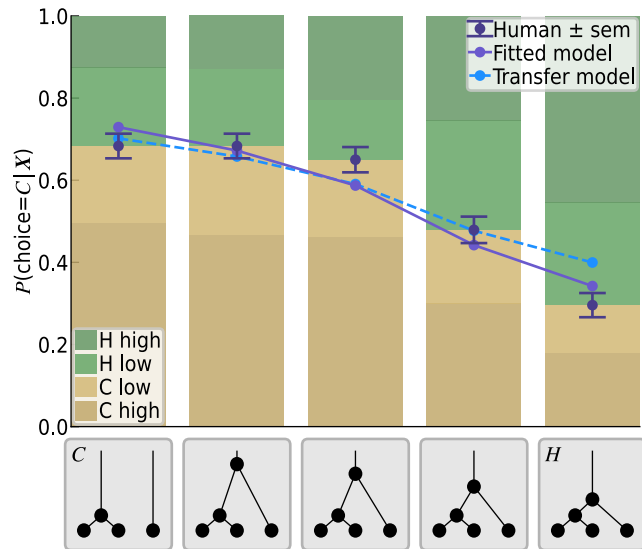 1.0
0.8
0.6
0.4
0.2
0.0
P(choice=C|X)
Human ± sem
Fitted model
Transfer model
H high
H low
C low
C high
C
H